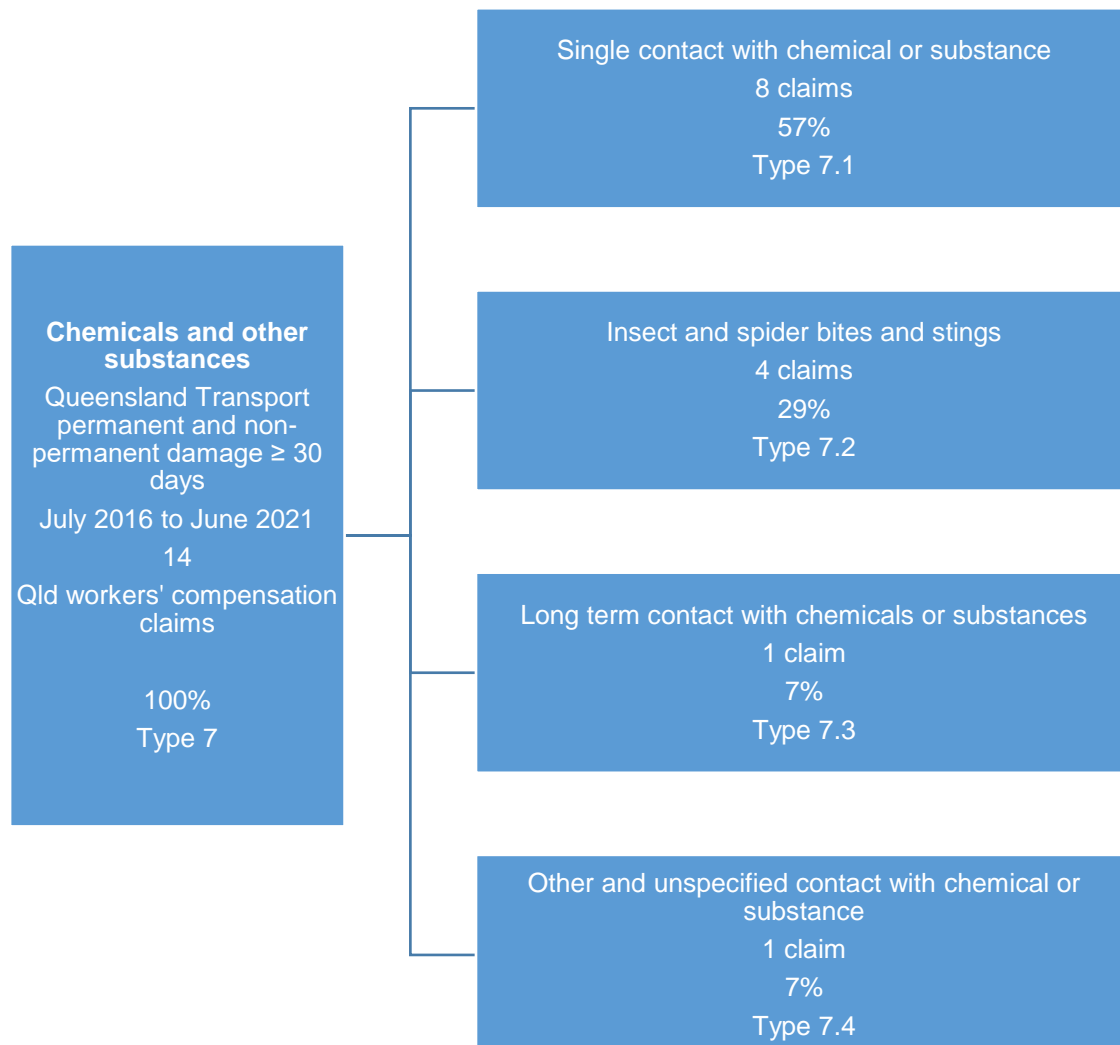 Chemicals and other
substances
Queensland Transport
permanent and non-
permanent damage ≥ 30
days
July 2016 to June 2021
14
Qld workers' compensation
claims
100%
Type 7
Single contact with chemical or substance
8 claims
57%
Type 7.1
Insect and spider bites and stings
4 claims
29%
Type 7.2
Long term contact with chemicals or substances
1 claim
7%
Type 7.3
Other and unspecified contact with chemical or
substance
1 claim
7%
Type 7.4